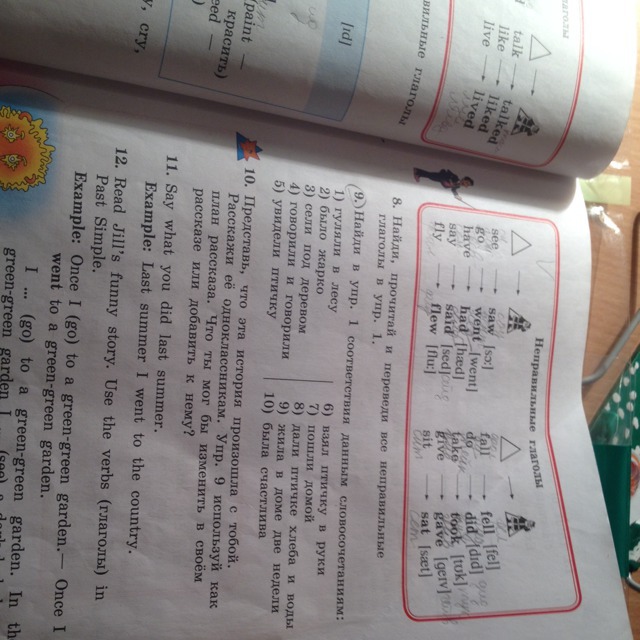 глаголы
talk → talked
like → liked
live → lived
[ɪd]
paint —
красить)
y, cry,
Неправильные глаголы
see → saw [sɔ:]
go → went [went]
have → had [hæd]
say → said [sed]
fly → flew [flu:]
fall → fell [fel]
do → did [dɪd]
take → took [tʊk]
give → gave [geɪv]
sit → sat [sæt]
8. Найди, прочитай и переведи все неправильные
глаголы в упр. 1.
9. Найди в упр. 1 соответствия данным словосочетаниям:
1) гуляли в лесу
2) было жарко
3) сели под деревом
4) говорили и говорили
5) увидели птичку
6) взял птичку в руки
7) пошли домой
8) дали птичке хлеба и воды
9) жила в доме две недели
10) была счастлива
10. Представь, что эта история произошла с тобой.
Расскажи её одноклассникам. Упр. 9 используй как
план рассказа. Что ты мог бы изменить в своём
рассказе или добавить к нему?
11. Say what you did last summer.
Example: Last summer I went to the country.
12. Read Jill's funny story. Use the verbs (глаголы) in
Past Simple.
Example: Once I (go) to a green-green garden.— Once I
went to a green-green garden.
I ... (go) to a green-green garden. In th
green-green garden I ... (see) a